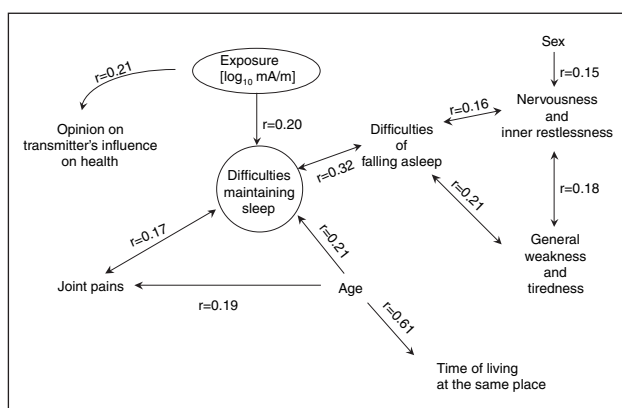 Sex
r=0.15
Exposure
[log10 mA/m]
r=0.21
r=0.20
Opinion on
transmitter's influence
on health
Difficulties
of
falling asleep
r=0.16
Nervousness
and
inner restlessness
Difficulties
maintaining
sleep
r=0.32
r=0.21
r=0.18
r=0.17
r=0.21
General
weakness
and
tiredness
Joint pains
r=0.19
Age
r=0.61
Time of living
at the same place